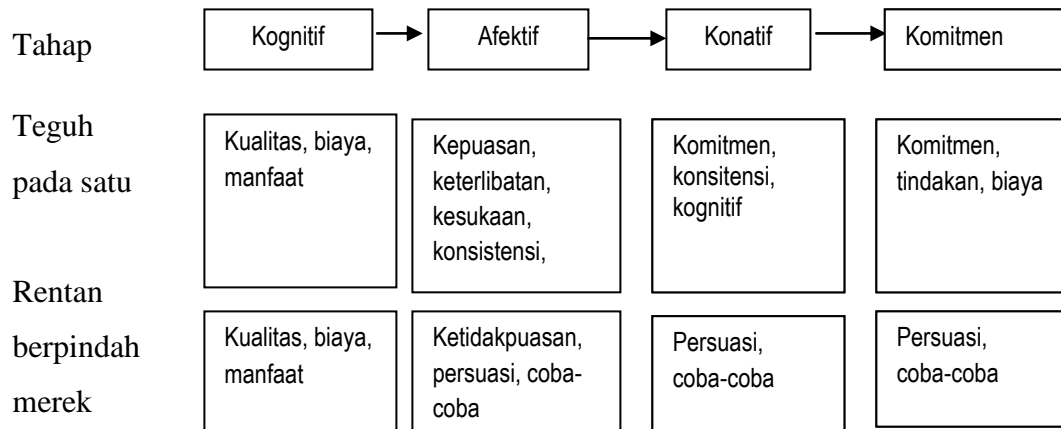 Tahap
Kognitif
Afektif
Konatif
Komitmen
Teguh
pada satu
Kualitas, biaya,
manfaat
Kepuasan,
keterlibatan,
kesukaan,
konsistensi,
Komitmen,
konsitensi,
kognitif
Komitmen,
tindakan, biaya
Rentan
berpindah
merek
Kualitas, biaya,
manfaat
Ketidakpuasan,
persuasi, coba-
coba
Persuasi,
coba-coba
Persuasi,
coba-coba